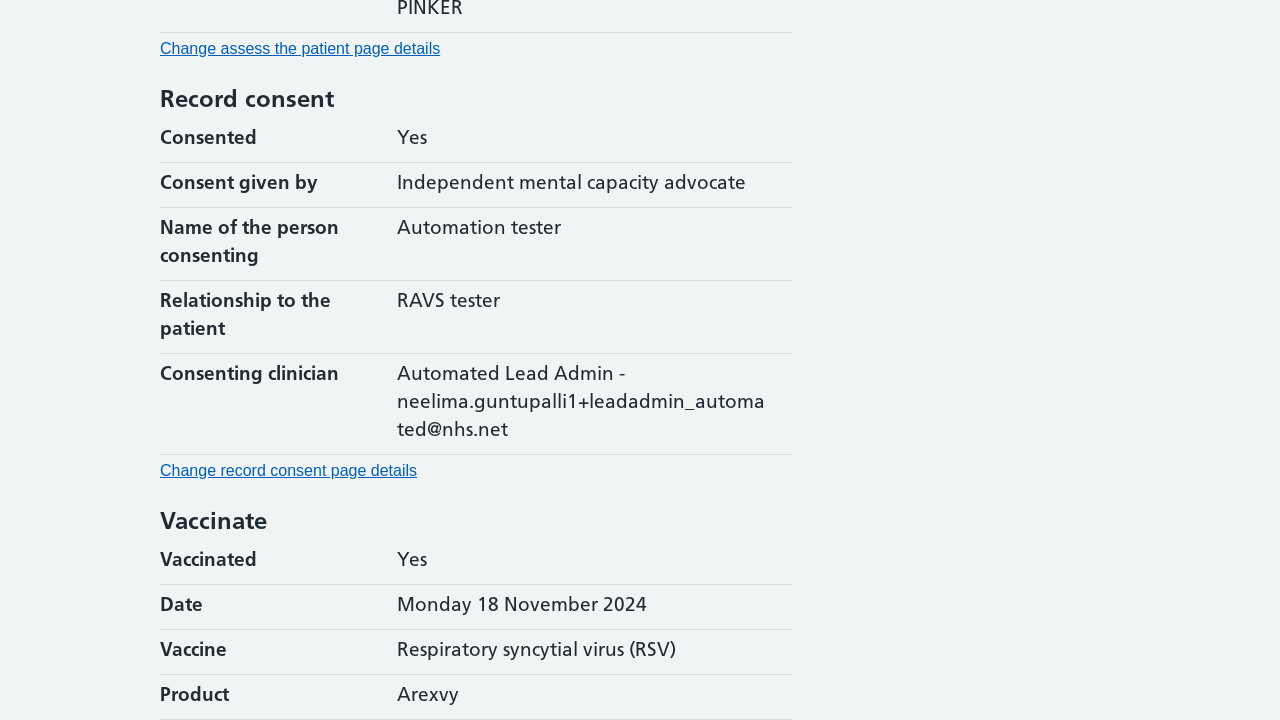 PINKER
Change assess the patient page details
Record consent
Consented Yes
Consent given by Independent mental capacity advocate
Name of the person consenting Automation tester
Relationship to the patient RAVS tester
Consenting clinician Automated Lead Admin -
neelima.guntupalli1+leadadmin_automa
ted@nhs.net
Change record consent page details
Vaccinate
Vaccinated Yes
Date Monday 18 November 2024
Vaccine Respiratory syncytial virus (RSV)
Product Arexvy